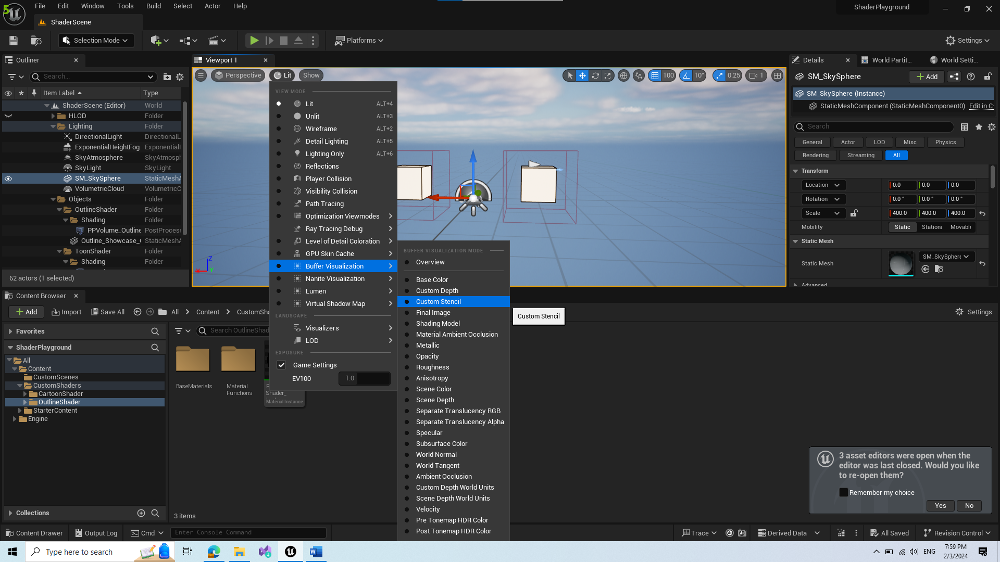 File Edit Window Tools Build Select Actor Help
ShaderPlayground
ShaderScene
Selection Mode
Platforms
Settings
Outliner
Search...
Item Label Type
ShaderScene (Editor) World
HLOD Folder
Lighting Folder
DirectionalLight DirectionalL
ExponentialHeightFog ExponentialH
SkyAtmosphere SkyAtmosph
SkyLight SkyLight
SM_SkySphere StaticMeshA
VolumetricCloud VolumetricC
Objects Folder
OutlineShader Folder
Shading Folder
PPVolume_Outline PostProcess
Outline_Showcase_ StaticMeshA
ToonShader Folder
Shading Folder
62 actors (1 selected)
Viewport 1
Perspective Lit Show
100 10° 0.25 1
VIEW MODE
Lit ALT+4
Unlit ALT+3
Wireframe ALT+2
Detail Lighting ALT+5
Lighting Only ALT+6
Reflections
Player Collision
Visibility Collision
Path Tracing
Optimization Viewmodes
Ray Tracing Debug
Level of Detail Coloration
GPU Skin Cache
Buffer Visualization
Nanite Visualization
Lumen
Virtual Shadow Map
LANDSCAPE
Visualizers
LOD
EXPOSURE
Game Settings
EV100 1.0
BUFFER VISUALIZATION MODE
Overview
Base Color
Custom Depth
Custom Stencil
Final Image
Shading Model
Material Ambient Occlusion
Metallic
Opacity
Roughness
Anisotropy
Scene Color
Scene Depth
Separate Translucency RGB
Separate Translucency Alpha
Specular
Subsurface Color
World Normal
World Tangent
Ambient Occlusion
Custom Depth World Units
Scene Depth World Units
Velocity
Pre Tonemap HDR Color
Post Tonemap HDR Color
Custom Stencil
Z
X
Y
Details World Partit... World Setti...
SM_SkySphere Add
SM_SkySphere (Instance)
StaticMeshComponent (StaticMeshComponent0) Edit in C
Search
General Actor LOD Misc Physics
Rendering Streaming All
Transform
Location 0.0 0.0 0.0
Rotation 0.0 ° 0.0 ° 0.0 °
Scale 400.0 400.0 400.0
Mobility Static Stationa Movable
Static Mesh
Static Mesh SM_SkySphere
Advanced
Content Browser
Add Import Save All All Content CustomSha
Settings
Favorites
ShaderPlayground
All
Content
CustomScenes
CustomShaders
CartoonShader
OutlineShader
StarterContent
Engine
Collections
Search OutlineShad
BaseMaterials
Material
Functions
P
Shader_
Material Instance
3 items
3 asset editors were open when the
editor was last closed. Would you like
to re-open them?
Remember my choice
Yes No
Content Drawer Output Log Cmd Enter Console Command
Trace Derived Data All Saved Revision Control
Type here to search
ENG
7:59 PM
2/3/2024